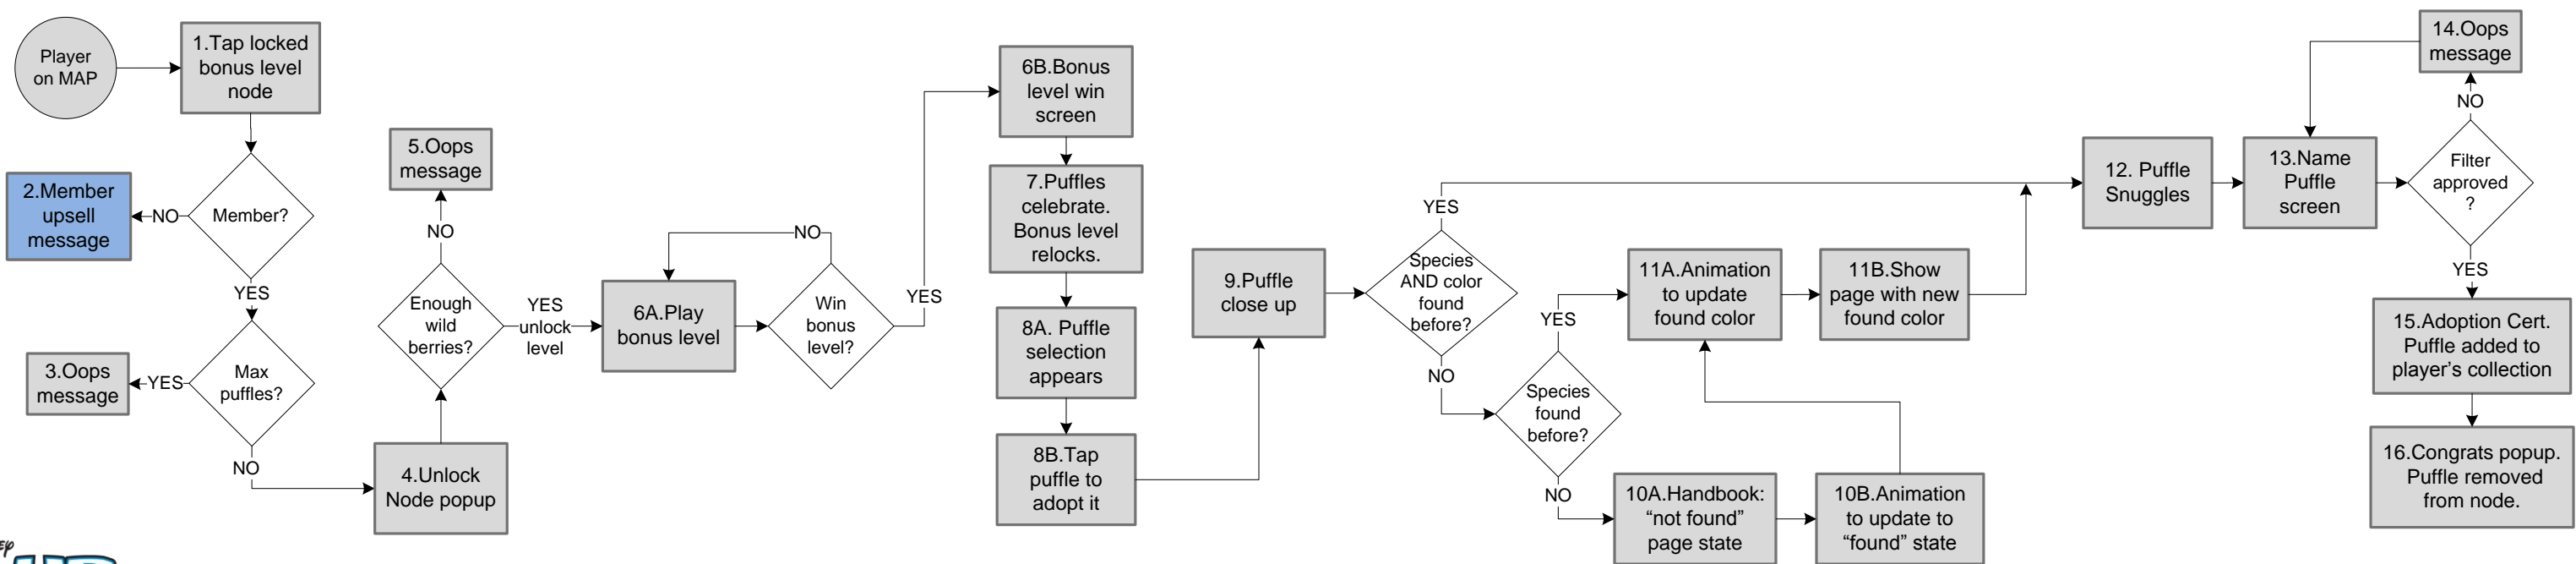 Player
on MAP
1.Tap locked
bonus level
node
Member?
NO
2.Member
upsell
message
YES
Max
puffles?
YES
3.Oops
message
NO
4.Unlock
Node popup
Enough
wild
berries?
NO
5.Oops
message
YES
unlock
level
6A.Play
bonus level
Win
bonus
level?
NO
YES
6B.Bonus
level win
screen
7.Puffles
celebrate.
Bonus level
relocks.
8A. Puffle
selection
appears
8B.Tap
puffle to
adopt it
9.Puffle
close up
Species
AND color
found
before?
YES
NO
Species
found
before?
YES
NO
10A.Handbook:
“not found”
page state
10B.Animation
to update to
“found” state
11A.Animation
to update
found color
11B.Show
page with new
found color
12. Puffle
Snuggles
13.Name
Puffle
screen
Filter
approved
?
NO
14.Oops
message
YES
15.Adoption Cert.
Puffle added to
player’s collection
16.Congrats popup.
Puffle removed
from node.